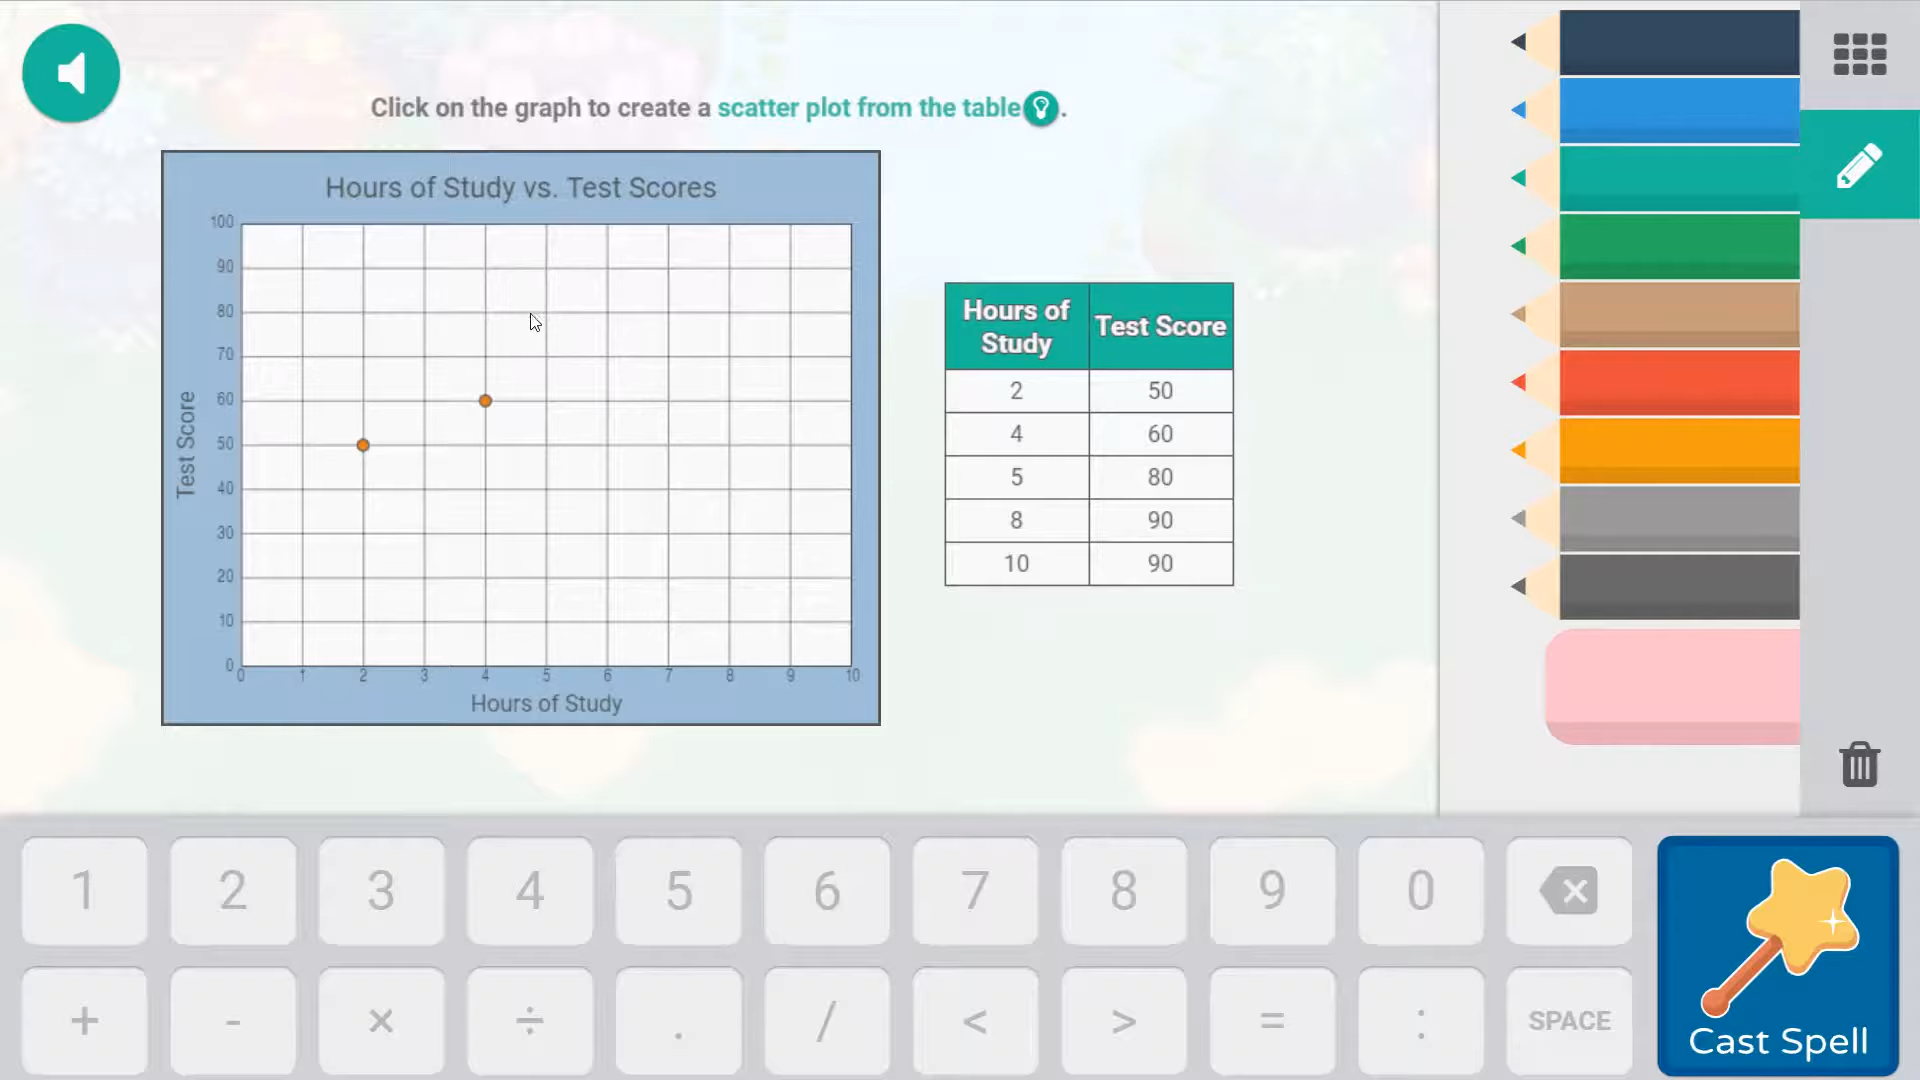 Click on the graph to create a scatter plot from the table.
Hours of Study vs. Test Scores
100
90
80
70
60
50
40
30
20
10
0
Test Score
0 1 2 3 4 5 6 7 8 9 10
Hours of Study
Hours of Study Test Score
2 50
4 60
5 80
8 90
10 90
1 2 3 4 5 6 7 8 9 0
+ - × ÷ . / < > = : SPACE
Cast Spell